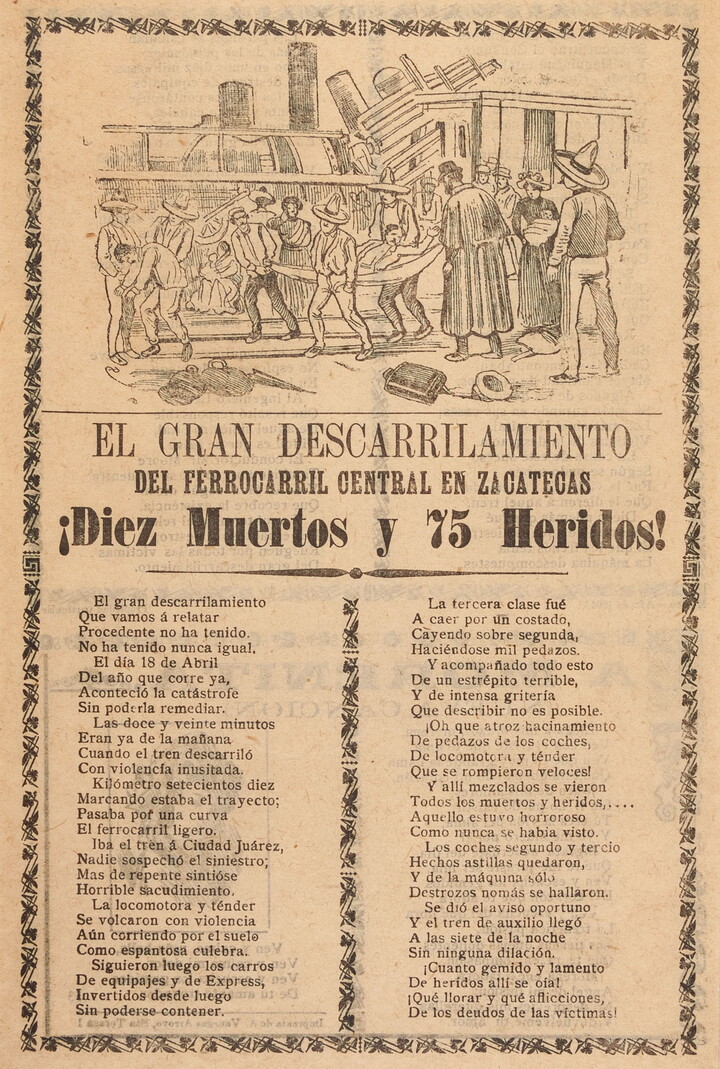 EL GRAN DESCARRILAMIENTO
DEL FERROCARRIL CENTRAL EN ZACATECAS
¡Diez Muertos y 75 Heridos!
El gran descarrilamiento
Que vamos á relatar
Procedente no ha tenido.
No ha tenido nunca igual.
El día 18 de Abril
Del año que corre ya,
Aconteció la catástrofe
Sin poderla remediar.
Las doce y veinte minutos
Eran ya de la mañana
Cuando el tren descarriló
Con violencia inusitada.
Kilómetro setecientos diez
Marcando estaba el trayecto;
Pasaba por una curva
El ferrocarril ligero.
Iba el tren á Ciudad Juárez,
Nadie sospechó el siniestro;
Mas de repente sintióse
Horrible sacudimiento.
La locomotora y ténder
Se volcaron con violencia
Aún corriendo por el suelo
Como espantosa culebra.
Siguieron luego los carros
De equipajes y de Express,
Invertidos desde luego
Sin poderse contener.
La tercera clase fué
A caer por un costado,
Cayendo sobre segunda,
Haciéndose mil pedazos.
Y acompañado todo esto
De un estrépito terrible,
Y de intensa gritería
Que describir no es posible.
¡Oh que atroz hacinamiento
De pedazos de los coches,
De locomotora y ténder
Que se rompieron veloces!
Y allí mezclados se vieron
Todos los muertos y heridos,....
Aquello estuvo horroroso
Como nunca se habia visto.
Los coches segundo y tercio
Hechos astillas quedaron,
Y de la máquina sólo
Destrozos nomás se hallaron.
Se dió el aviso oportuno
Y el tren de auxilio llegó
A las siete de la noche
Sin ninguna dilación.
¡Cuanto gemido y lamento
De heridos allí se oía!
¡Qué llorar y qué aflicciones,
De los deudos de las víctimas!